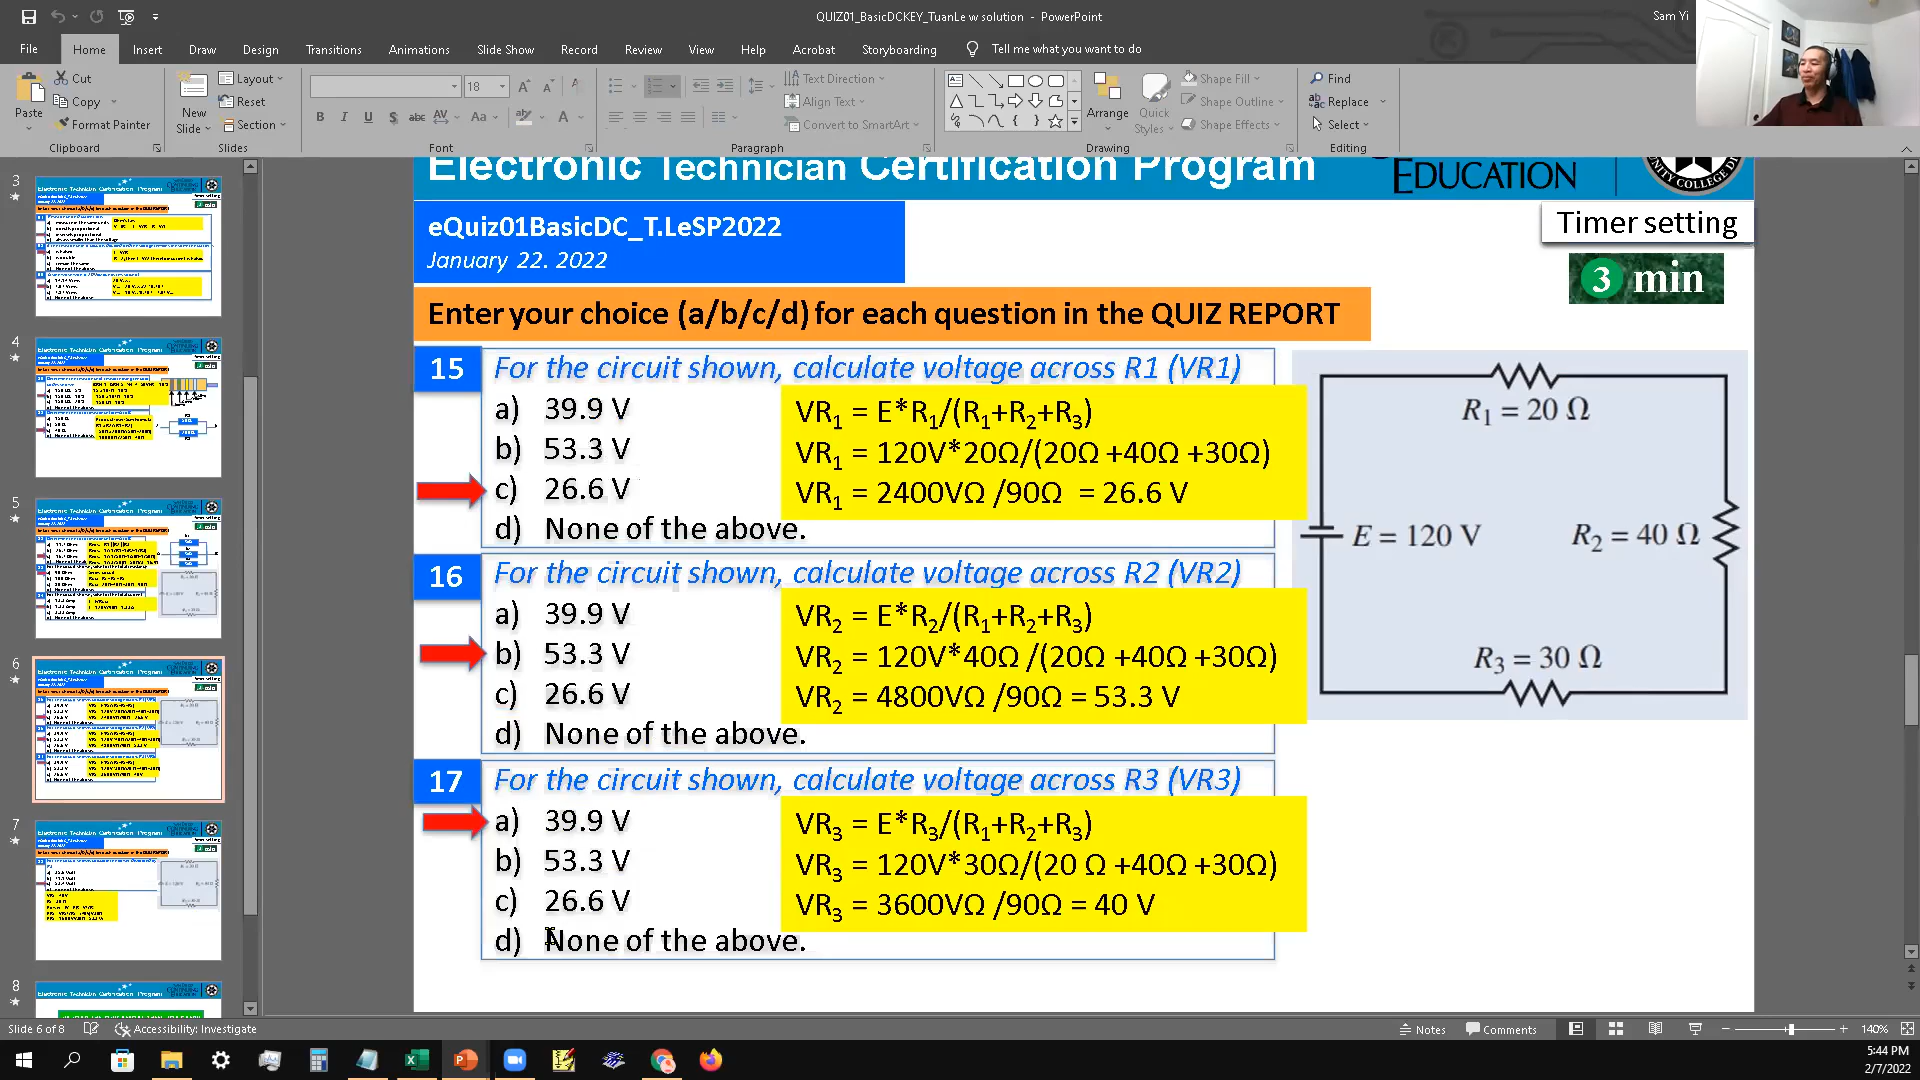 QUIZ01_BasicDCKEY_TuanLe w solution - PowerPoint
Sam Yi
File Home Insert Draw Design Transitions Animations Slide Show Record Review View Help Acrobat Storyboarding Tell me what you want to do
Paste
Cut
Copy
Format Painter
Clipboard
New Slide
Layout
Reset
Section
Slides
18
B I U S abc AV Aa A
Font
Text Direction
Align Text
Convert to SmartArt
Paragraph
Arrange
Quick Styles
Shape Fill
Shape Outline
Shape Effects
Drawing
Find
Replace
Select
Editing
3
4
5
6
7
8
Electronic Technician Certification Program
EDUCATION
eQuiz01BasicDC_T.LeSP2022
January 22. 2022
Timer setting
3 min
Enter your choice (a/b/c/d) for each question in the QUIZ REPORT
15 For the circuit shown, calculate voltage across R1 (VR1)
a) 39.9 V
b) 53.3 V
c) 26.6 V
d) None of the above.
VR1 = E*R1/(R1+R2+R3)
VR1 = 120V*20Ω/(20Ω +40Ω +30Ω)
VR1 = 2400VΩ /90Ω = 26.6 V
16 For the circuit shown, calculate voltage across R2 (VR2)
a) 39.9 V
b) 53.3 V
c) 26.6 V
d) None of the above.
VR2 = E*R2/(R1+R2+R3)
VR2 = 120V*40Ω /(20Ω +40Ω +30Ω)
VR2 = 4800VΩ /90Ω = 53.3 V
17 For the circuit shown, calculate voltage across R3 (VR3)
a) 39.9 V
b) 53.3 V
c) 26.6 V
d) None of the above.
VR3 = E*R3/(R1+R2+R3)
VR3 = 120V*30Ω/(20 Ω +40Ω +30Ω)
VR3 = 3600VΩ /90Ω = 40 V
R1 = 20 Ω
E = 120 V
R2 = 40 Ω
R3 = 30 Ω
Slide 6 of 8
Accessibility: Investigate
Notes
Comments
140%
5:44 PM
2/7/2022